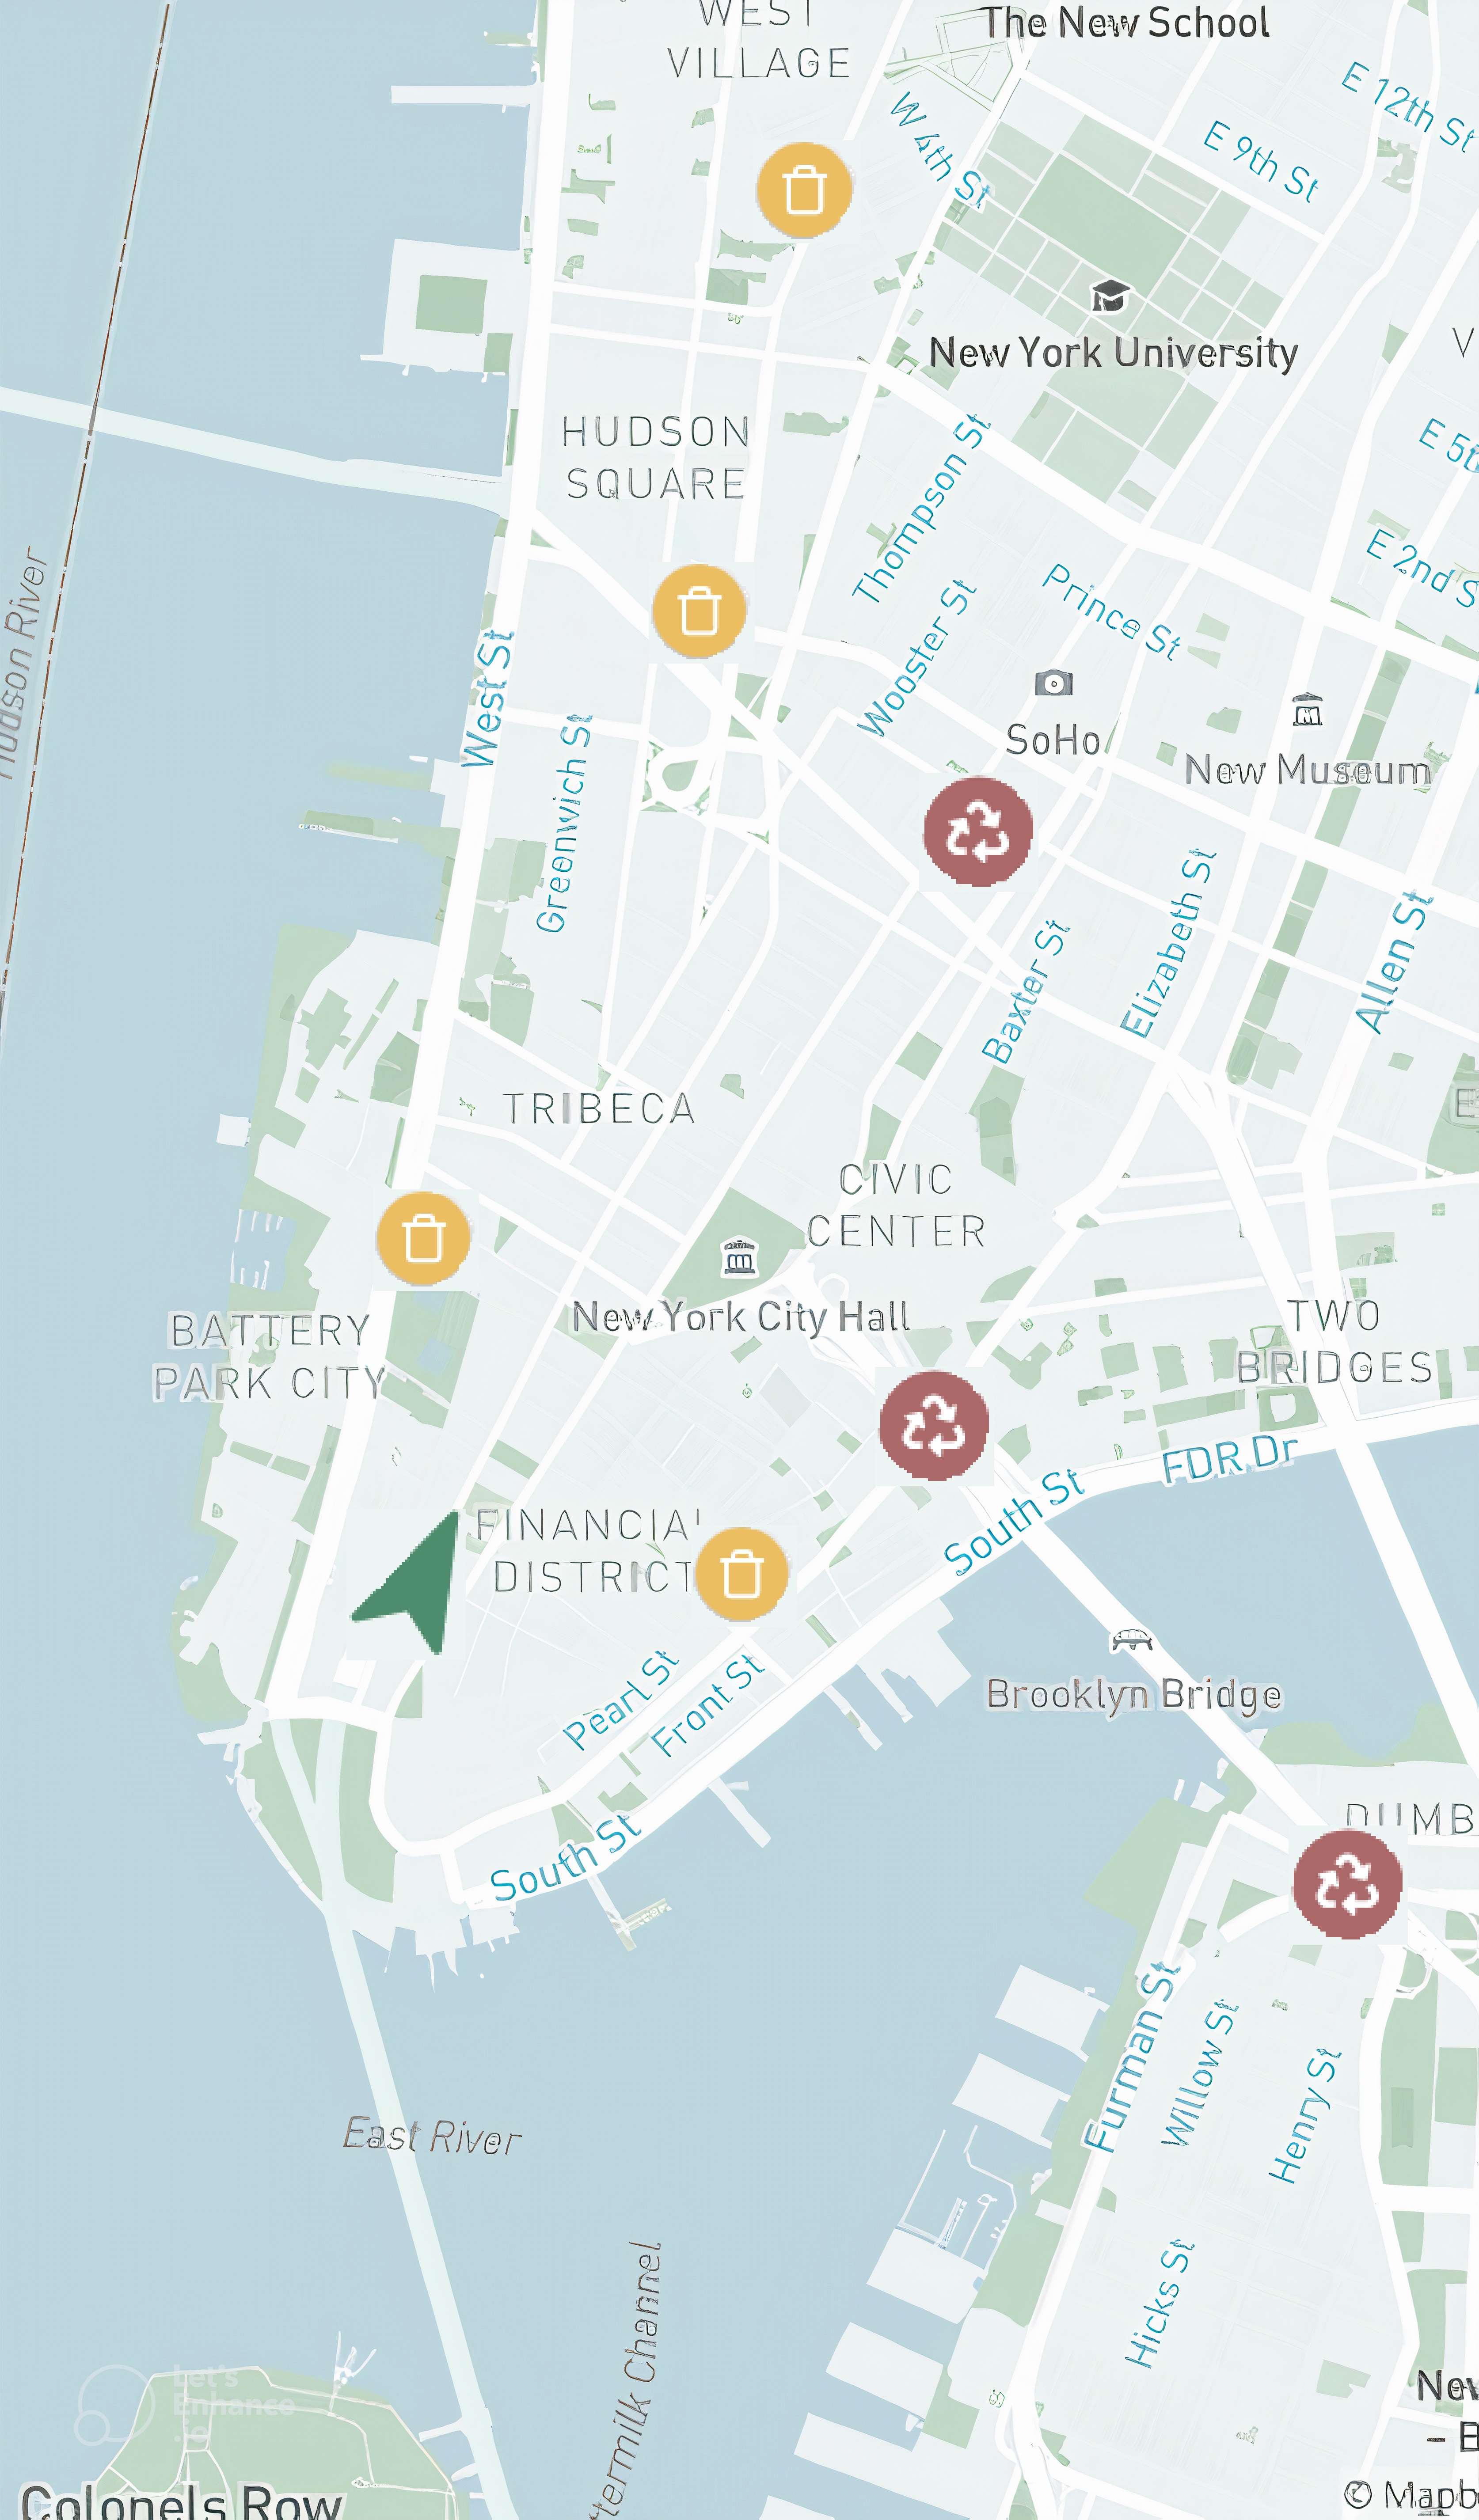 WEST
VILLAGE
The New School
E 12th St
E 9th St
W 4th St
New York University
V
HUDSON
SQUARE
E 5t
Thompson St
E 2nd S
Prince St
Hudson River
Wooster St
West St
SoHo
New Museum
Greenwich St
Elizabeth St
Allen St
Baxter St
TRIBECA
CIVIC
CENTER
New York City Hall
BATTERY
PARK CITY
TWO
BRIDGES
FDR Dr
South St
FINANCIA
DISTRICT
Brooklyn Bridge
Pearl St
Front St
DUMB
South St
Furman St
Willow St
Henry St
East River
Hicks St
ttermilk Channel
Let's
Enhance
.io
Colonels Row
- B
© Mapb